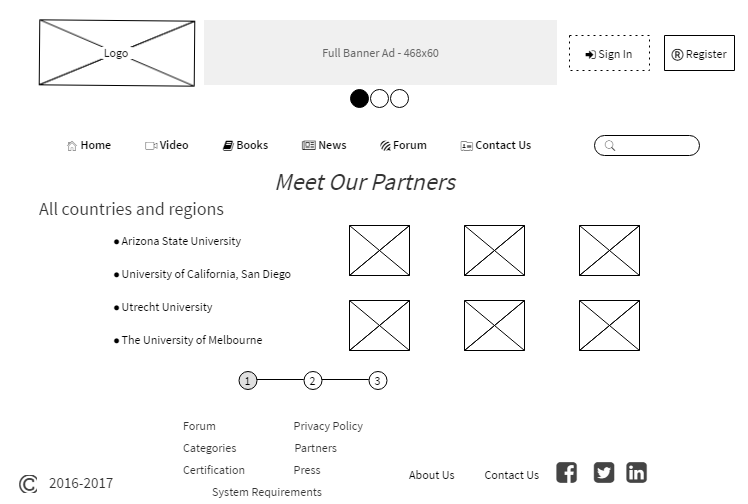 Logo
Full Banner Ad - 468x60
Sign In
® Register
Home Video Books News Forum Contact Us
Meet Our Partners
All countries and regions
• Arizona State University
• University of California, San Diego
• Utrecht University
• The University of Melbourne
1 2 3
Forum Privacy Policy
Categories Partners
Certification Press
About Us Contact Us
System Requirements
© 2016-2017